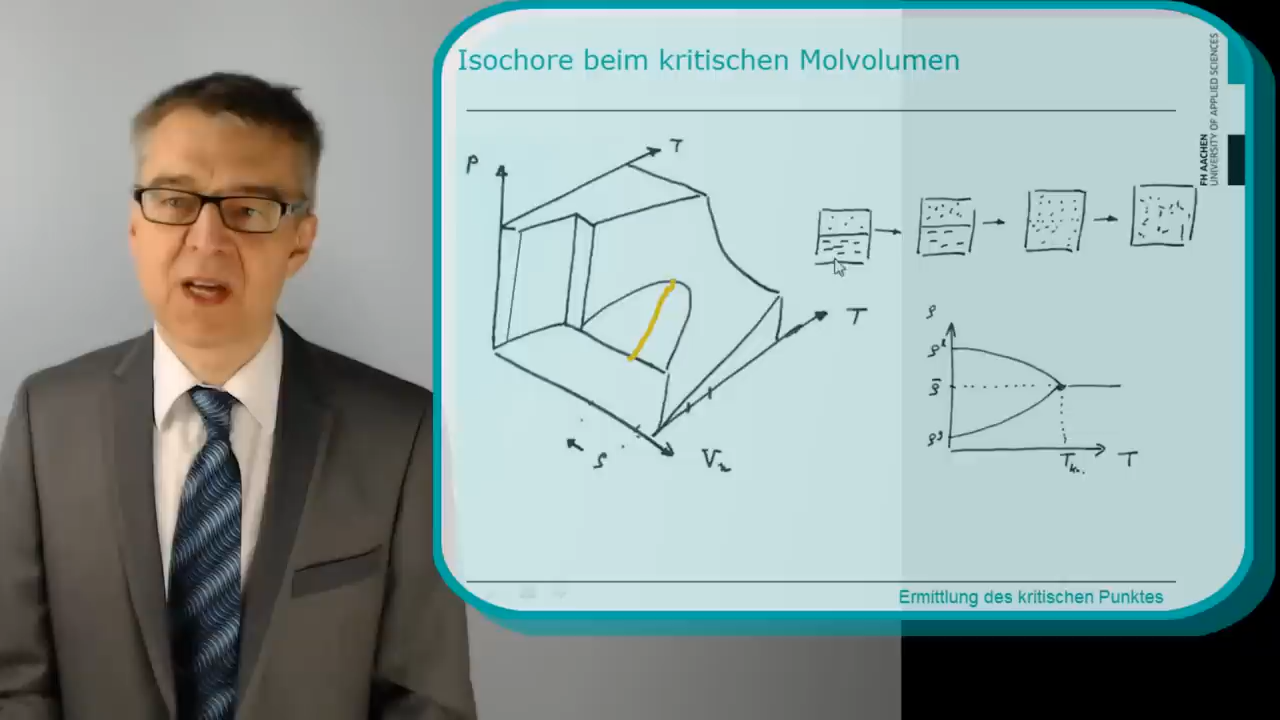 Isochore beim kritischen Molvolumen
FH AACHEN
UNIVERSITY OF APPLIED SCIENCES
P
T
T
ρ
V
ρ
ρ
ρ̄
ρ
T
T
Ermittlung des kritischen Punktes